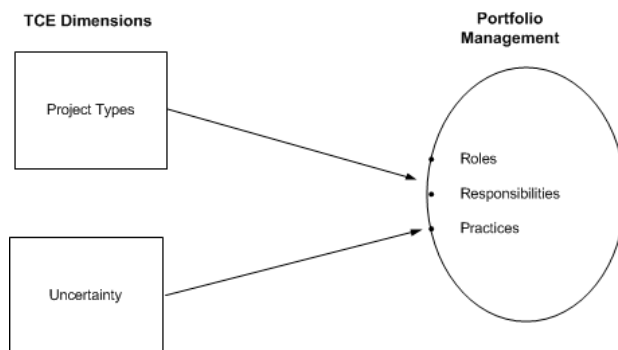 TCE Dimensions
Portfolio
Management
Project Types
Roles
Responsibilities
Practices
Uncertainty